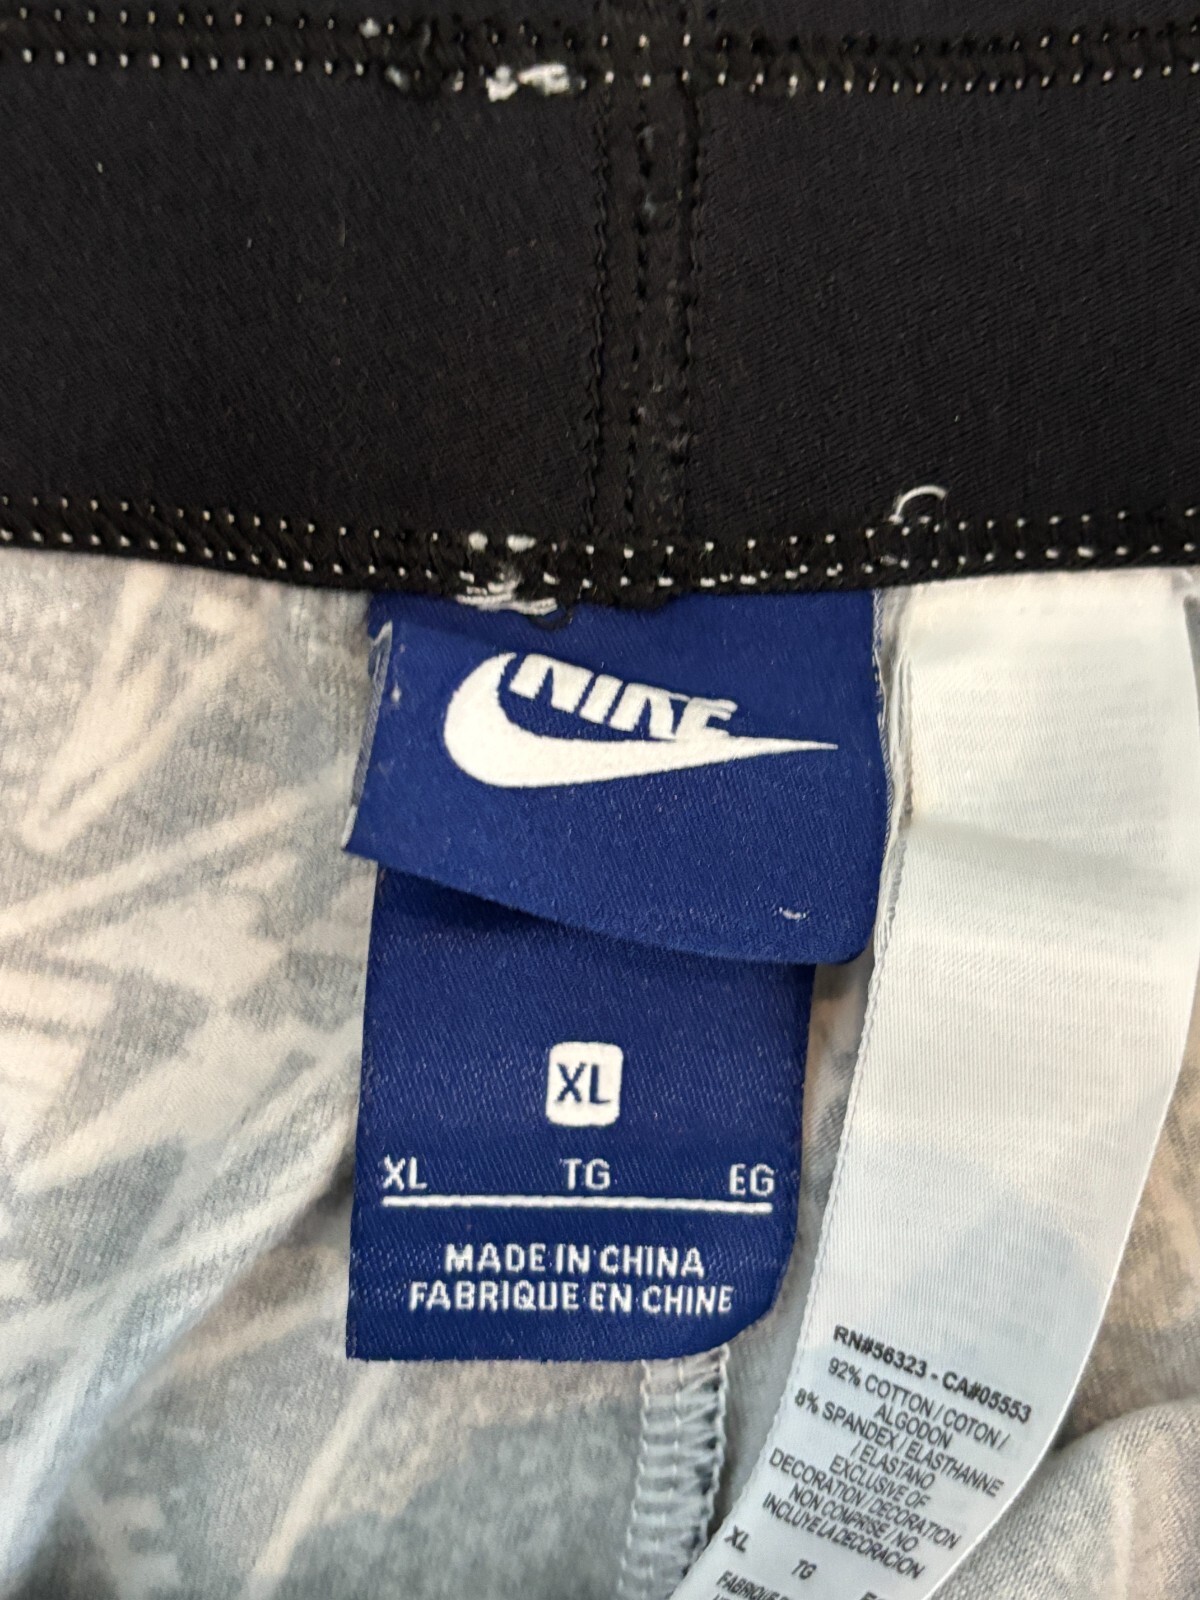 NIKE
XL
XL TG EG
MADE IN CHINA
FABRIQUE EN CHINE
RN#56323 - CA#05553
92% COTTON / COTON /
ALGODON
8% SPANDEX / ELASTHANNE
/ ELASTANO
EXCLUSIVE OF
DECORATION / DECORATION
NON COMPRISE / NO
INCLUYE LA DECORACION
XL TG